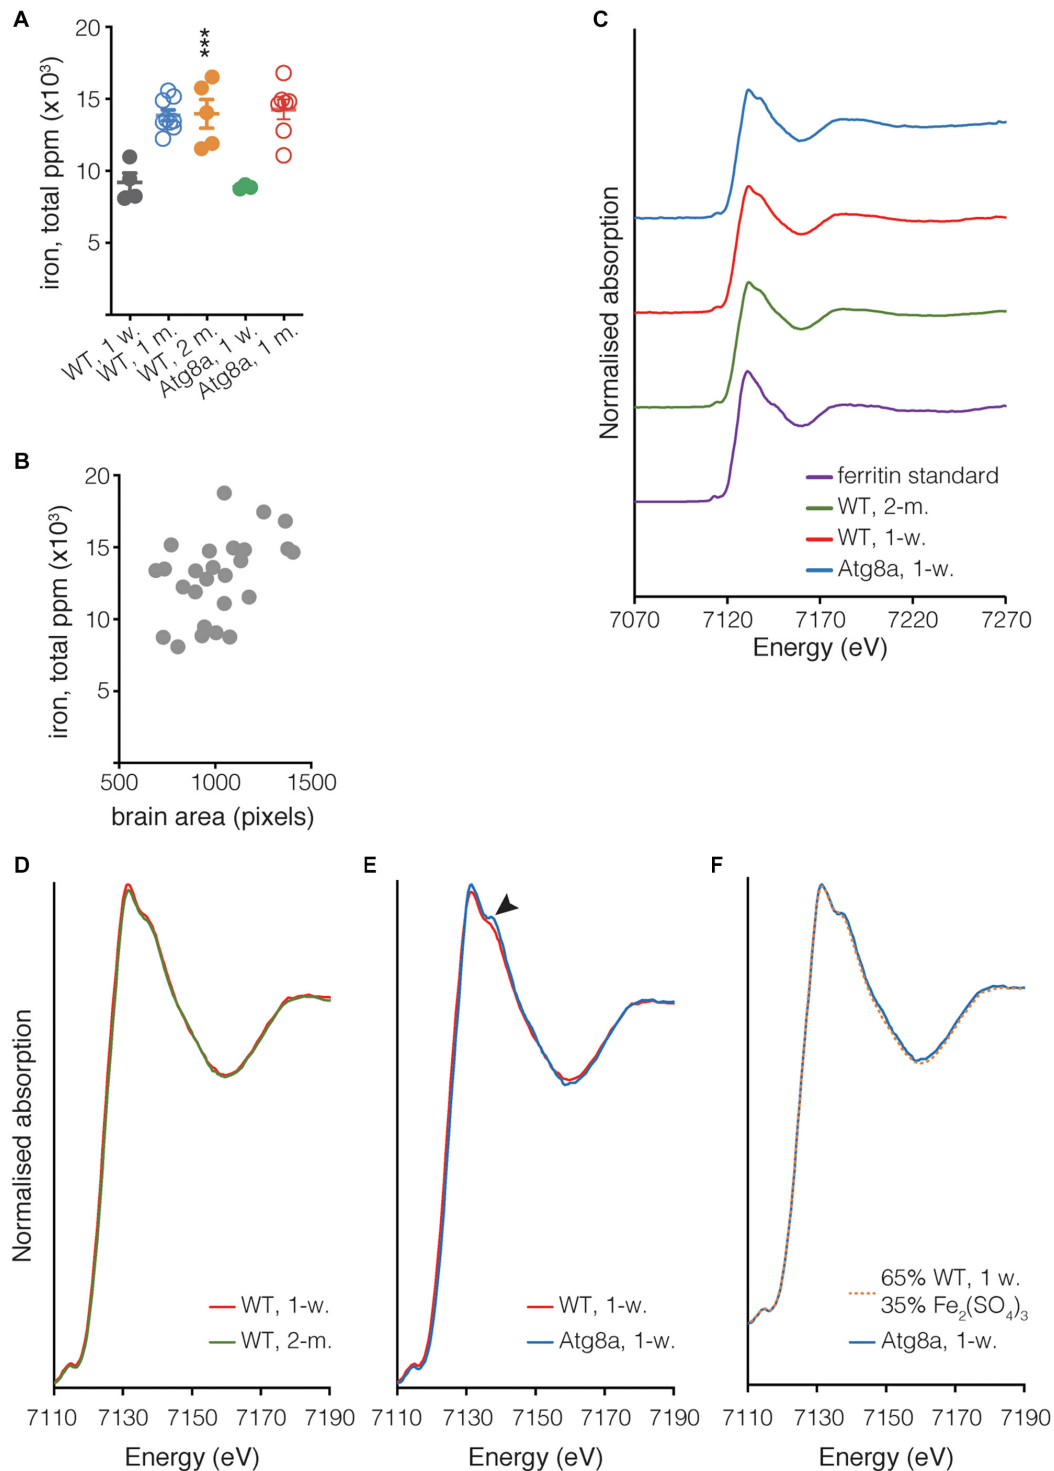 A
20
15
10
5
iron, total ppm (x10³)
***
WT, 1 w.
WT, 1 m.
WT, 2 m.
Atg8a, 1 w.
Atg8a, 1 m.
B
20
15
10
5
iron, total ppm (x10³)
500 1000 1500
brain area (pixels)
C
Normalised absorption
ferritin standard
WT, 2-m.
WT, 1-w.
Atg8a, 1-w.
7070 7120 7170 7220 7270
Energy (eV)
D
Normalised absorption
WT, 1-w.
WT, 2-m.
7110 7130 7150 7170 7190
Energy (eV)
E
WT, 1-w.
Atg8a, 1-w.
7110 7130 7150 7170 7190
Energy (eV)
F
65% WT, 1 w.
35% Fe₂(SO₄)₃
Atg8a, 1-w.
7110 7130 7150 7170 7190
Energy (eV)